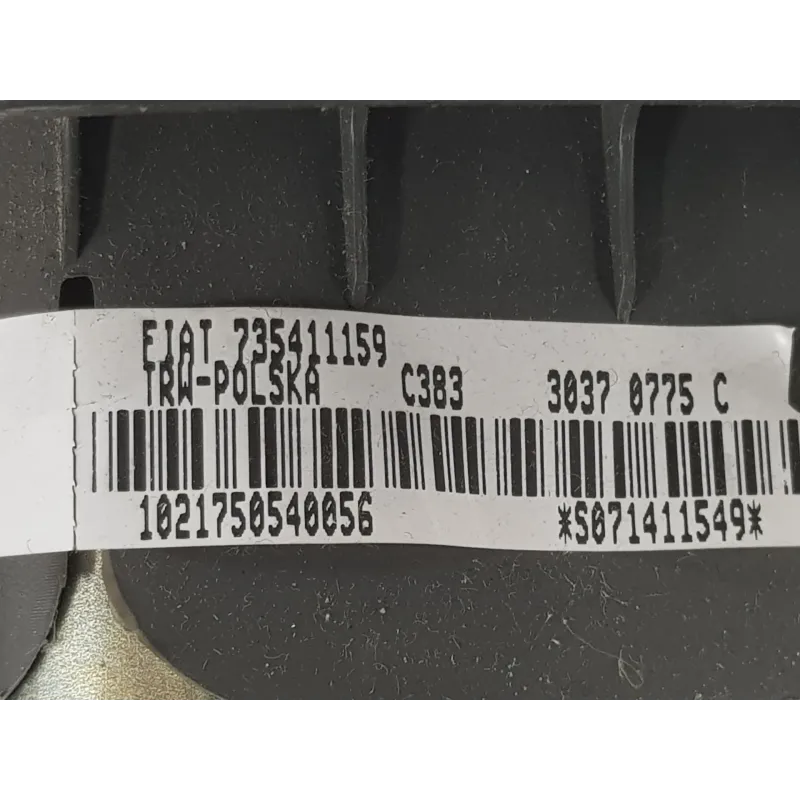 FIAT 735411159
TRW-POLSKA C383 3037 0775 C
1021750540056 *S071411549*